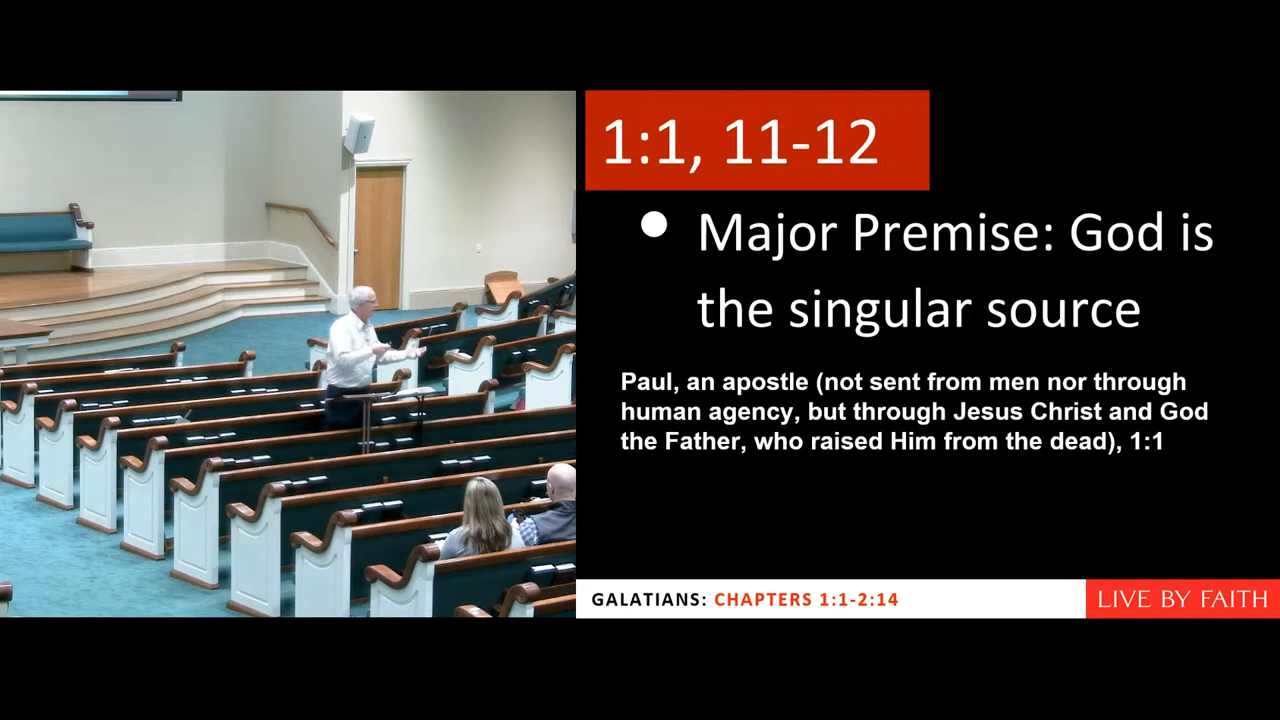 1:1, 11-12
● Major Premise: God is
the singular source
Paul, an apostle (not sent from men nor through
human agency, but through Jesus Christ and God
the Father, who raised Him from the dead), 1:1
GALATIANS: CHAPTERS 1:1-2:14
LIVE BY FAITH